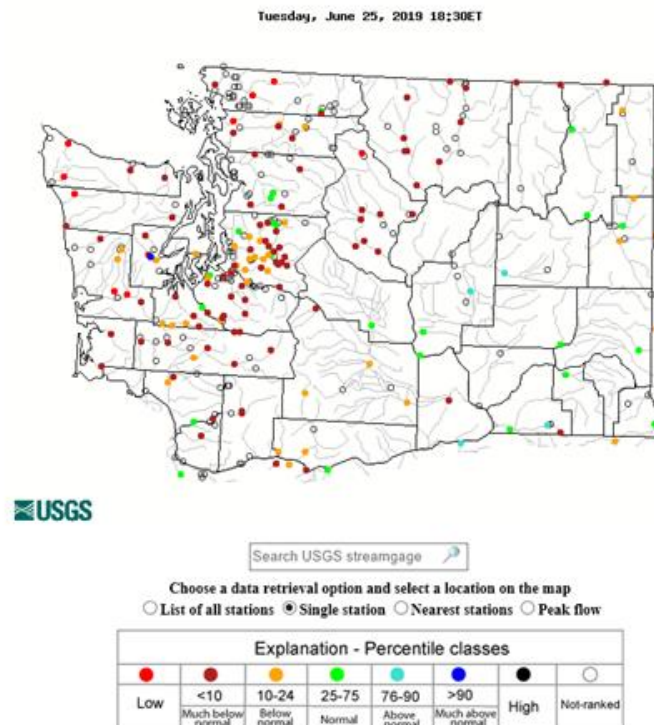 Tuesday, June 25, 2019 18:30ET
USGS
Search USGS streamgage
Choose a data retrieval option and select a location on the map
List of all stations Single station Nearest stations Peak flow
Explanation - Percentile classes
Low <10 10-24 25-75 76-90 >90 High Not-ranked
Much below normal Below normal Normal Above normal Much above normal